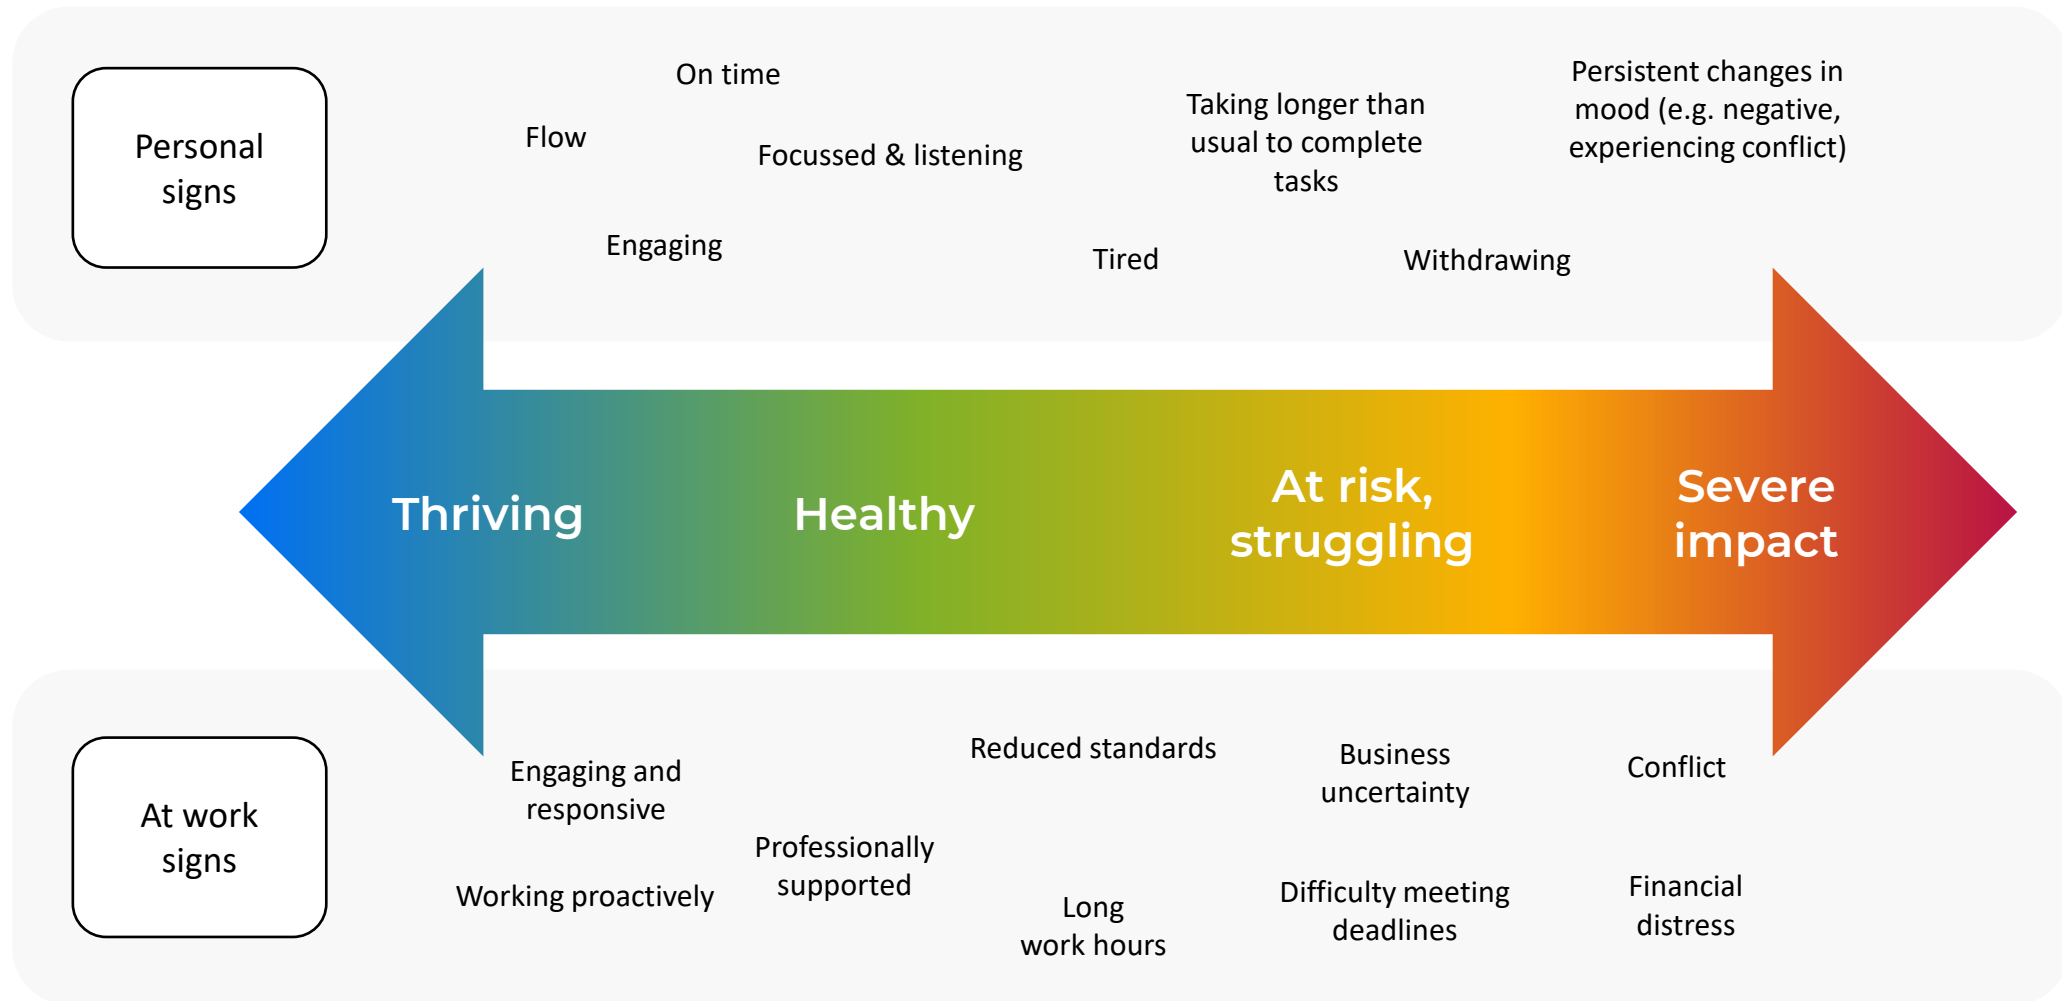 Personal
signs
On time
Flow
Focussed & listening
Engaging
Tired
Taking longer than
usual to complete
tasks
Withdrawing
Persistent changes in
mood (e.g. negative,
experiencing conflict)
Thriving
Healthy
At risk,
struggling
Severe
impact
At work
signs
Engaging and
responsive
Working proactively
Professionally
supported
Reduced standards
Long
work hours
Business
uncertainty
Difficulty meeting
deadlines
Conflict
Financial
distress